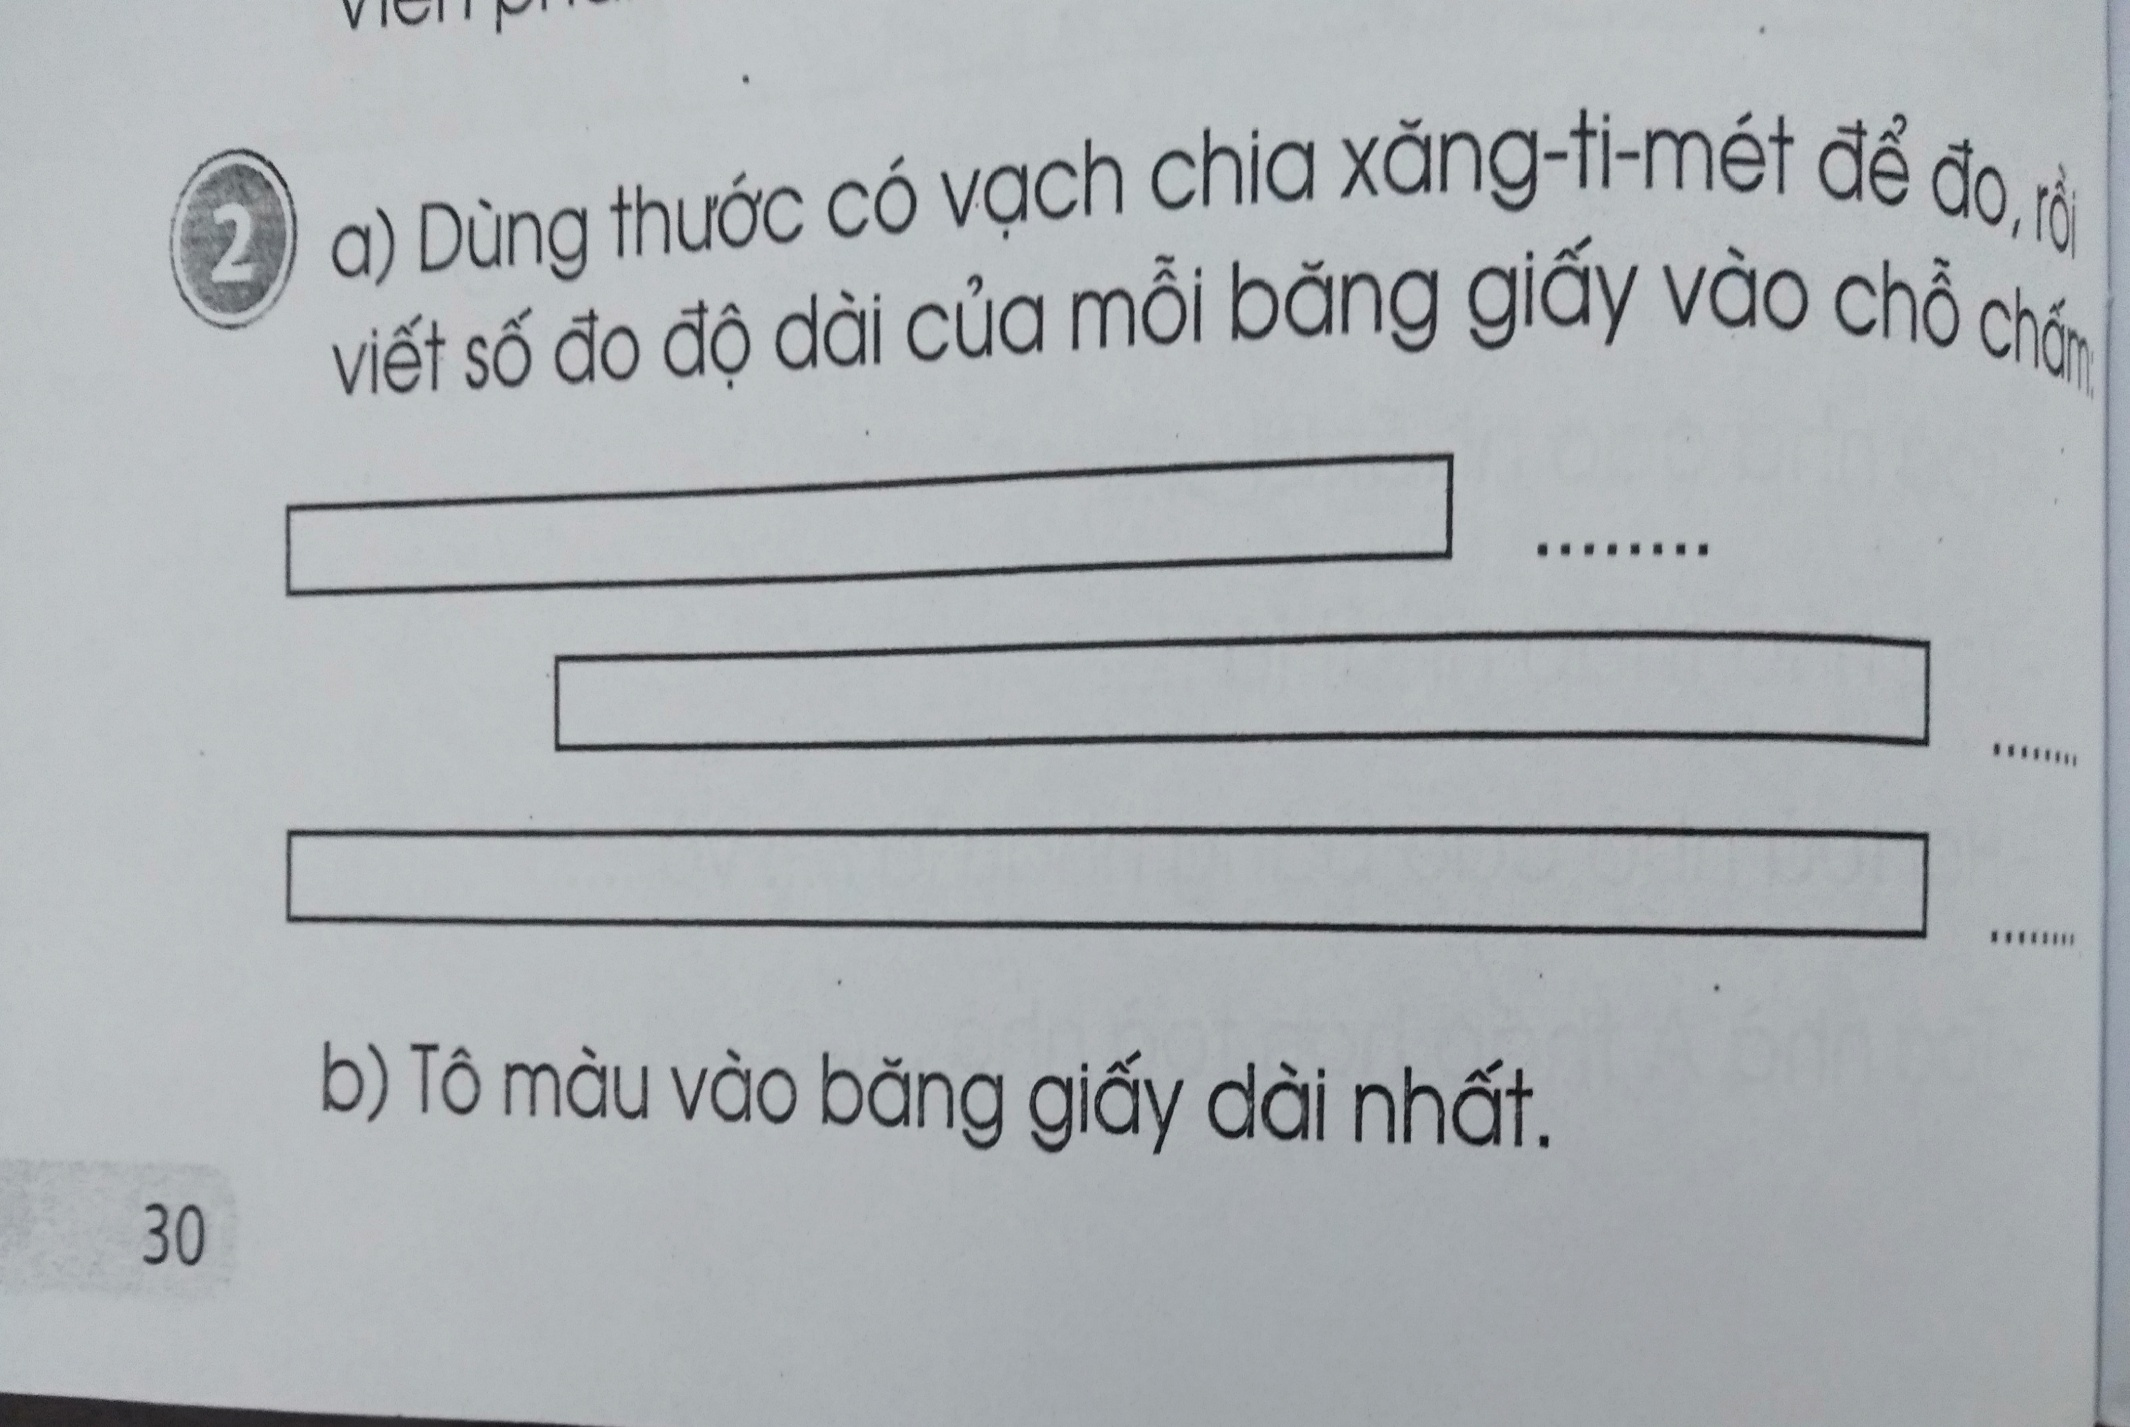 2 a) Dùng thước có vạch chia xăng-ti-mét để đo, rồi
viết số đo độ dài của mỗi băng giấy vào chỗ chấm:
........
........
........
b) Tô màu vào băng giấy dài nhất.
30